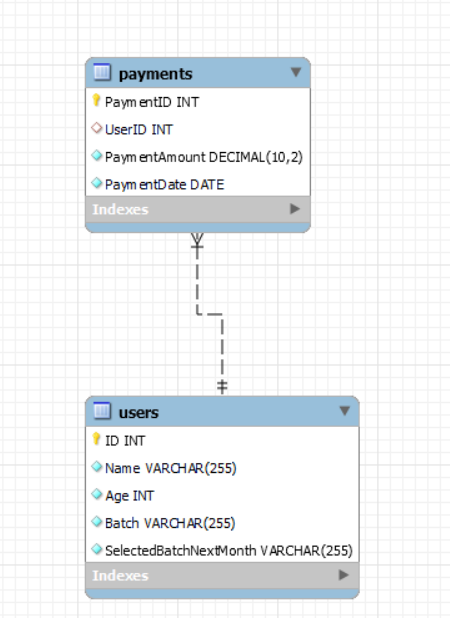 payments
PaymentID INT
UserID INT
PaymentAmount DECIMAL(10,2)
PaymentDate DATE
Indexes
users
ID INT
Name VARCHAR(255)
Age INT
Batch VARCHAR(255)
SelectedBatchNextMonth VARCHAR(255)
Indexes